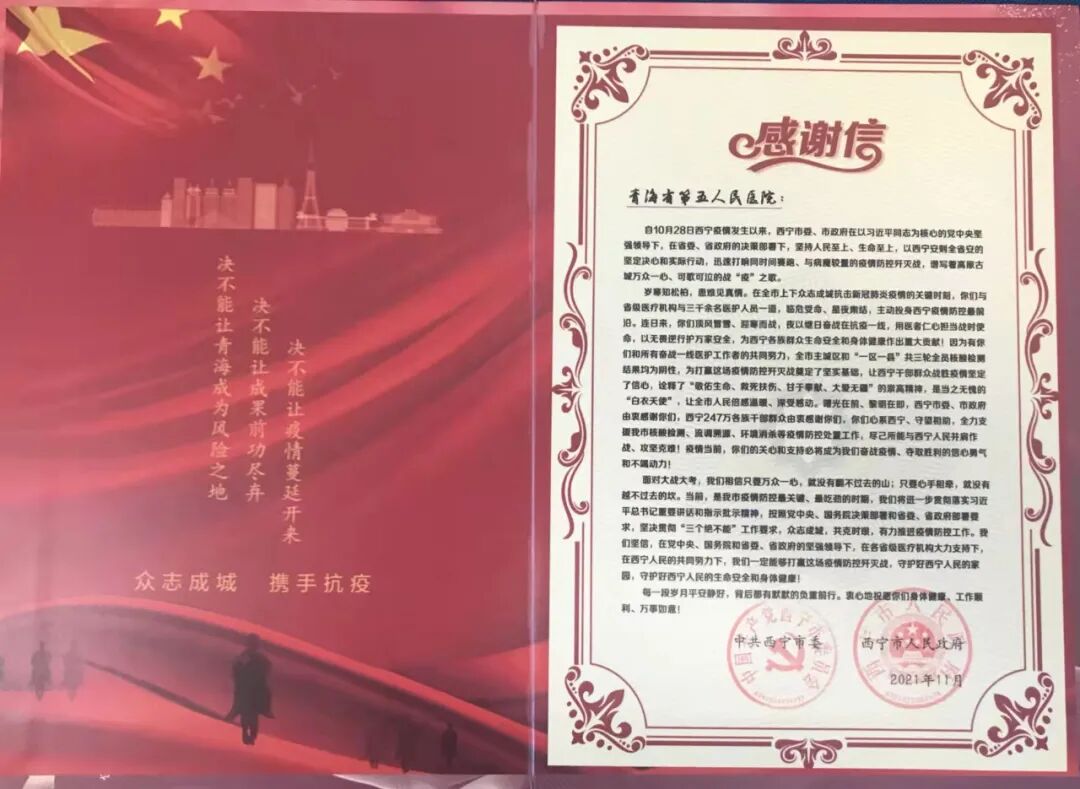 决不能让疫情蔓延开来
决不能让成果前功尽弃
决不能让青海成为风险之地
众志成城 携手抗疫
感谢信
青海省第五人民医院：
自10月28日西宁疫情发生以来，西宁市委、市政府在以习近平同志为核心的党中央坚
强领导下，在省委、省政府的决策部署下，坚持人民至上、生命至上，以西安则全省安的
坚定决心和实际行动，迅速打响同时间赛跑、与病魔较量的疫情防控歼灭战，谱写着高原古
城万众一心、可歌可泣的战“疫”之歌。
岁寒知松柏，患难见真情。在全市上下众志成城抗击新冠肺炎疫情的关键时刻，你们与
省级医疗机构与三千余名医护人员一道，临危受命、星夜集结，主动投身西宁疫情防控最前
沿。连日来，你们顶风冒雪、迎寒而战，夜以继日奋战在抗疫一线，用医者仁心担当战时使
命，以无畏逆行护万家安全，为西宁各族群众生命安全和身体健康作出重大贡献！因为有你
们和所有奋战一线医护工作者的共同努力，全市主城区和“一区一县”共三轮全员核酸检测
结果均为阴性，为打赢这场疫情防控歼灭战奠定了坚实基础，让西宁干部群众战胜疫情坚定
了信心，诠释了“敬佑生命、救死扶伤、甘于奉献、大爱无疆”的崇高精神，是当之无愧的
“白衣天使”，让全市人民倍感温暖、深受感动。曙光在前、黎明在即，西宁市委、市政府
由衷感谢你们，西宁247万各族干部群众由衷感谢你们，你们心系西宁、守望相助，全力支
援我市核酸检测、流调溯源、环境消杀等疫情防控处置工作，尽己所能与西宁人民并肩作
战、攻坚克难！疫情当前，你们的关心和支持必将成为我们奋战疫情、夺取胜利的信心勇气
和不竭动力！
面对大战大考，我们相信只要万众一心，就没有翻不过去的山；只要心手相牵，就没有
越不过去的坎。当前，是我市疫情防控最关键、最吃劲的时期，我们将进一步贯彻落实习近
平总书记重要讲话和指示批示精神，按照党中央、国务院决策部署和省委、省政府部署要
求，坚决贯彻“三个绝不能”工作要求，众志成城，共克时艰，有力推进疫情防控工作。我
们坚信，在党中央、国务院和省委、省政府的坚强领导下，在各省级医疗机构大力支持下，
在西宁人民的共同努力下，我们一定能够打赢这场疫情防控歼灭战，守护好西宁人民的家
园，守护好西宁人民的生命安全和身体健康！
每一段岁月平安静好，背后都有默默的负重前行。衷心地祝愿你们身体健康、工作顺
利、万事如意！
中共西宁市委 西宁市人民政府
2021年11月